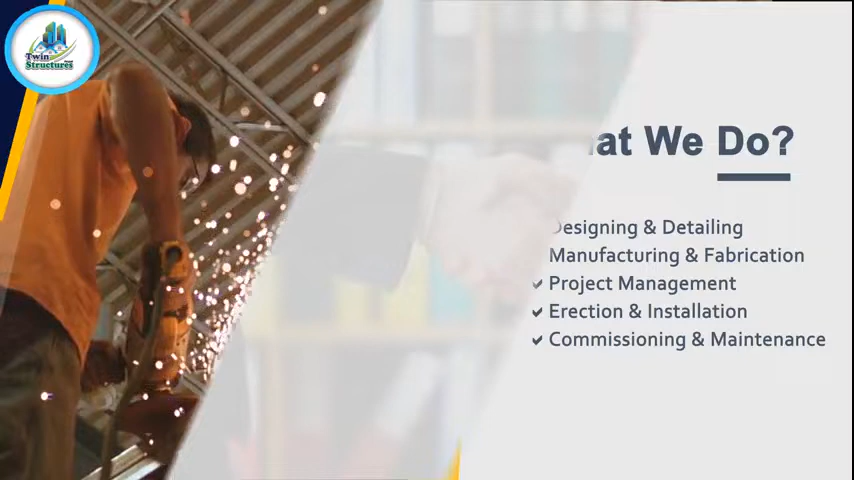 Twin
Structures
at We Do?
esigning & Detailing
Manufacturing & Fabrication
Project Management
Erection & Installation
Commissioning & Maintenance